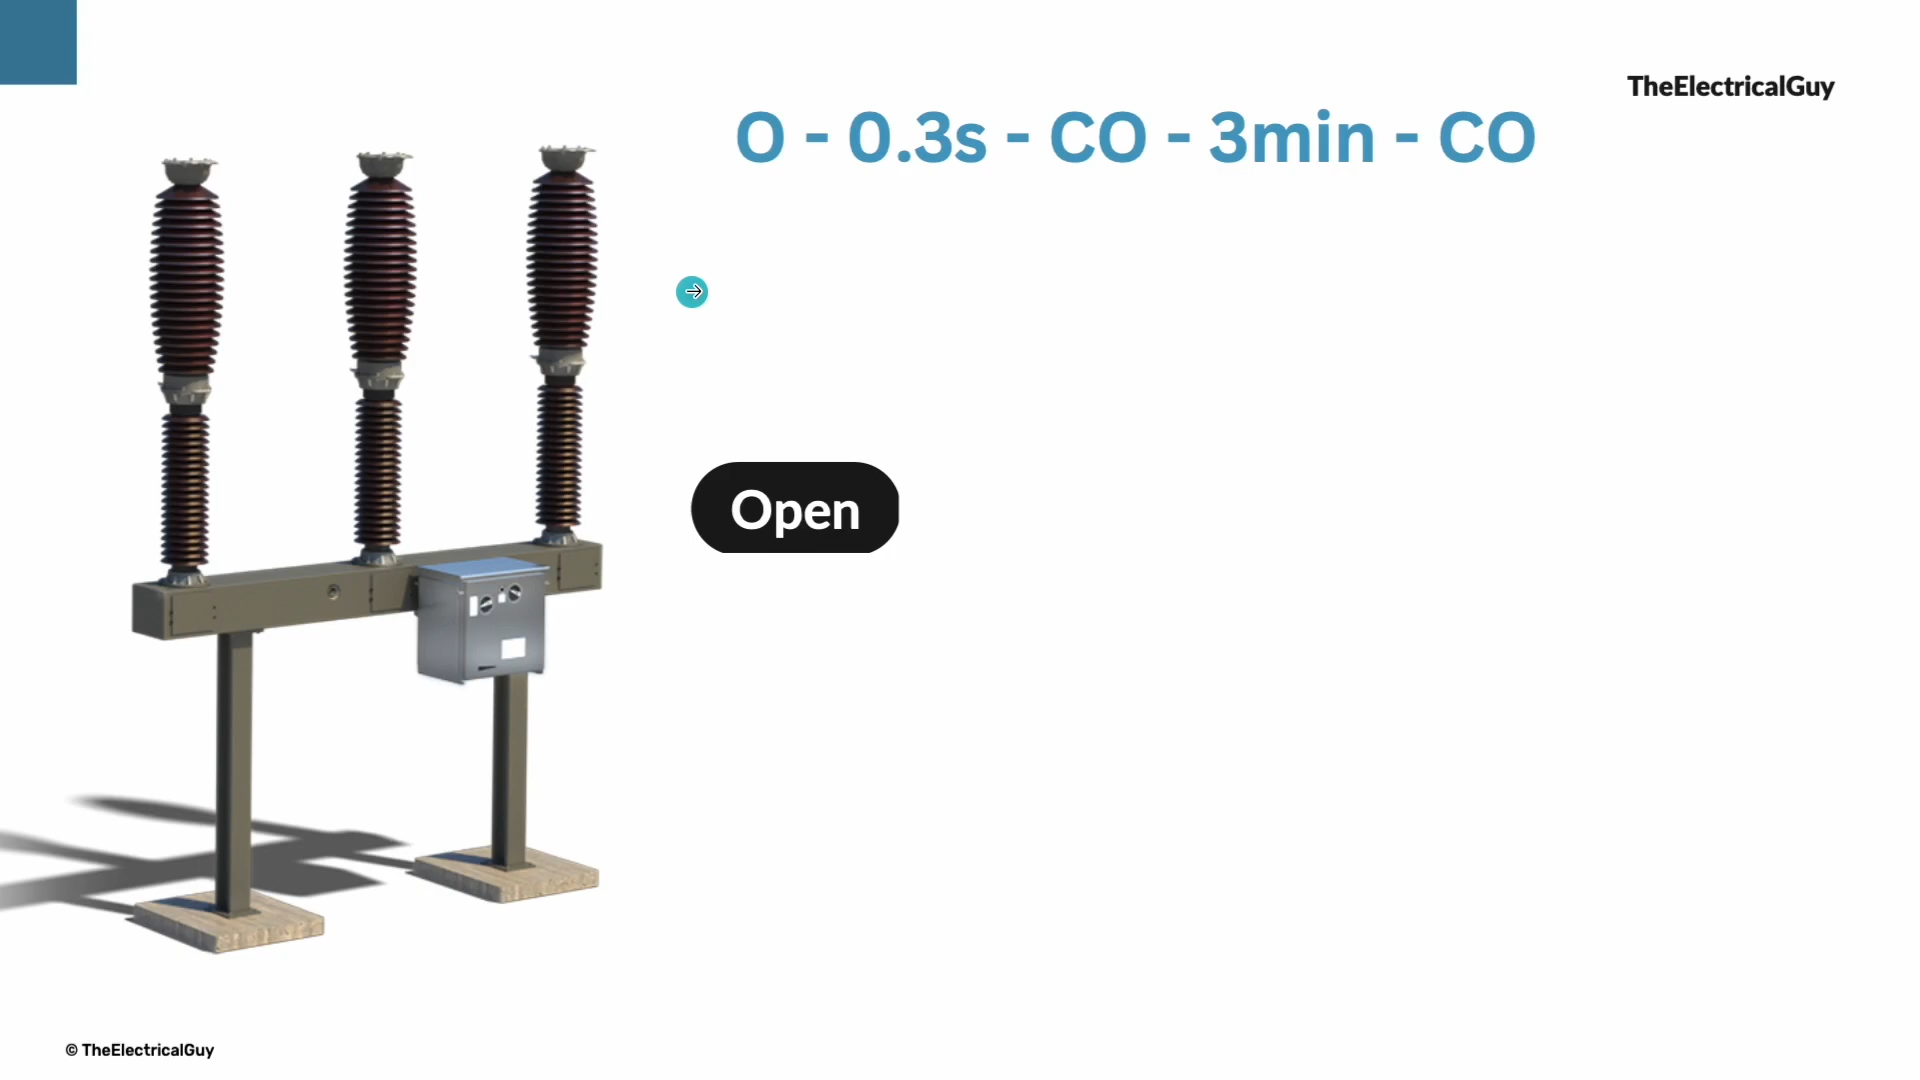 TheElectricalGuy
O - 0.3s - CO - 3min - CO
Open
© TheElectricalGuy